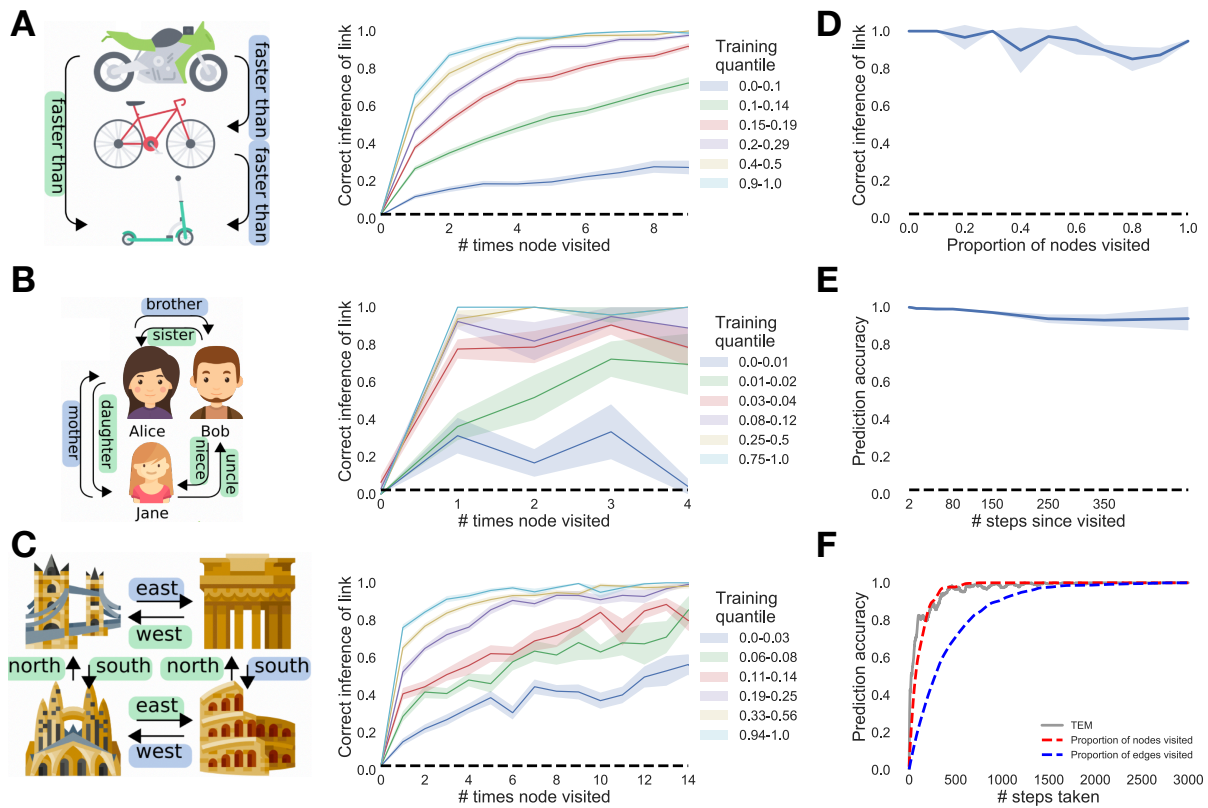 A
faster than
faster than
faster than
Correct inference of link
1.0
0.8
0.6
0.4
0.2
0.0
0 2 4 6 8
# times node visited
Training
quantile
0.0-0.1
0.1-0.14
0.15-0.19
0.2-0.29
0.4-0.5
0.9-1.0
D
Correct inference of link
1.0
0.8
0.6
0.4
0.2
0.0
0.0 0.2 0.4 0.6 0.8 1.0
Proportion of nodes visited
B
brother
sister
mother
daughter
Alice Bob
niece
uncle
Jane
Correct inference of link
1.0
0.8
0.6
0.4
0.2
0.0
0 1 2 3 4
# times node visited
Training
quantile
0.0-0.01
0.01-0.02
0.03-0.04
0.08-0.12
0.25-0.5
0.75-1.0
E
Prediction accuracy
1.0
0.8
0.6
0.4
0.2
0.0
2 80 150 250 350
# steps since visited
C
east
west
north south north south
east
west
Correct inference of link
1.0
0.8
0.6
0.4
0.2
0.0
0 2 4 6 8 10 12 14
# times node visited
Training
quantile
0.0-0.03
0.06-0.08
0.11-0.14
0.19-0.25
0.33-0.56
0.94-1.0
F
Prediction accuracy
1.0
0.8
0.6
0.4
0.2
0.0
0 500 1000 1500 2000 2500 3000
# steps taken
TEM
Proportion of nodes visited
Proportion of edges visited